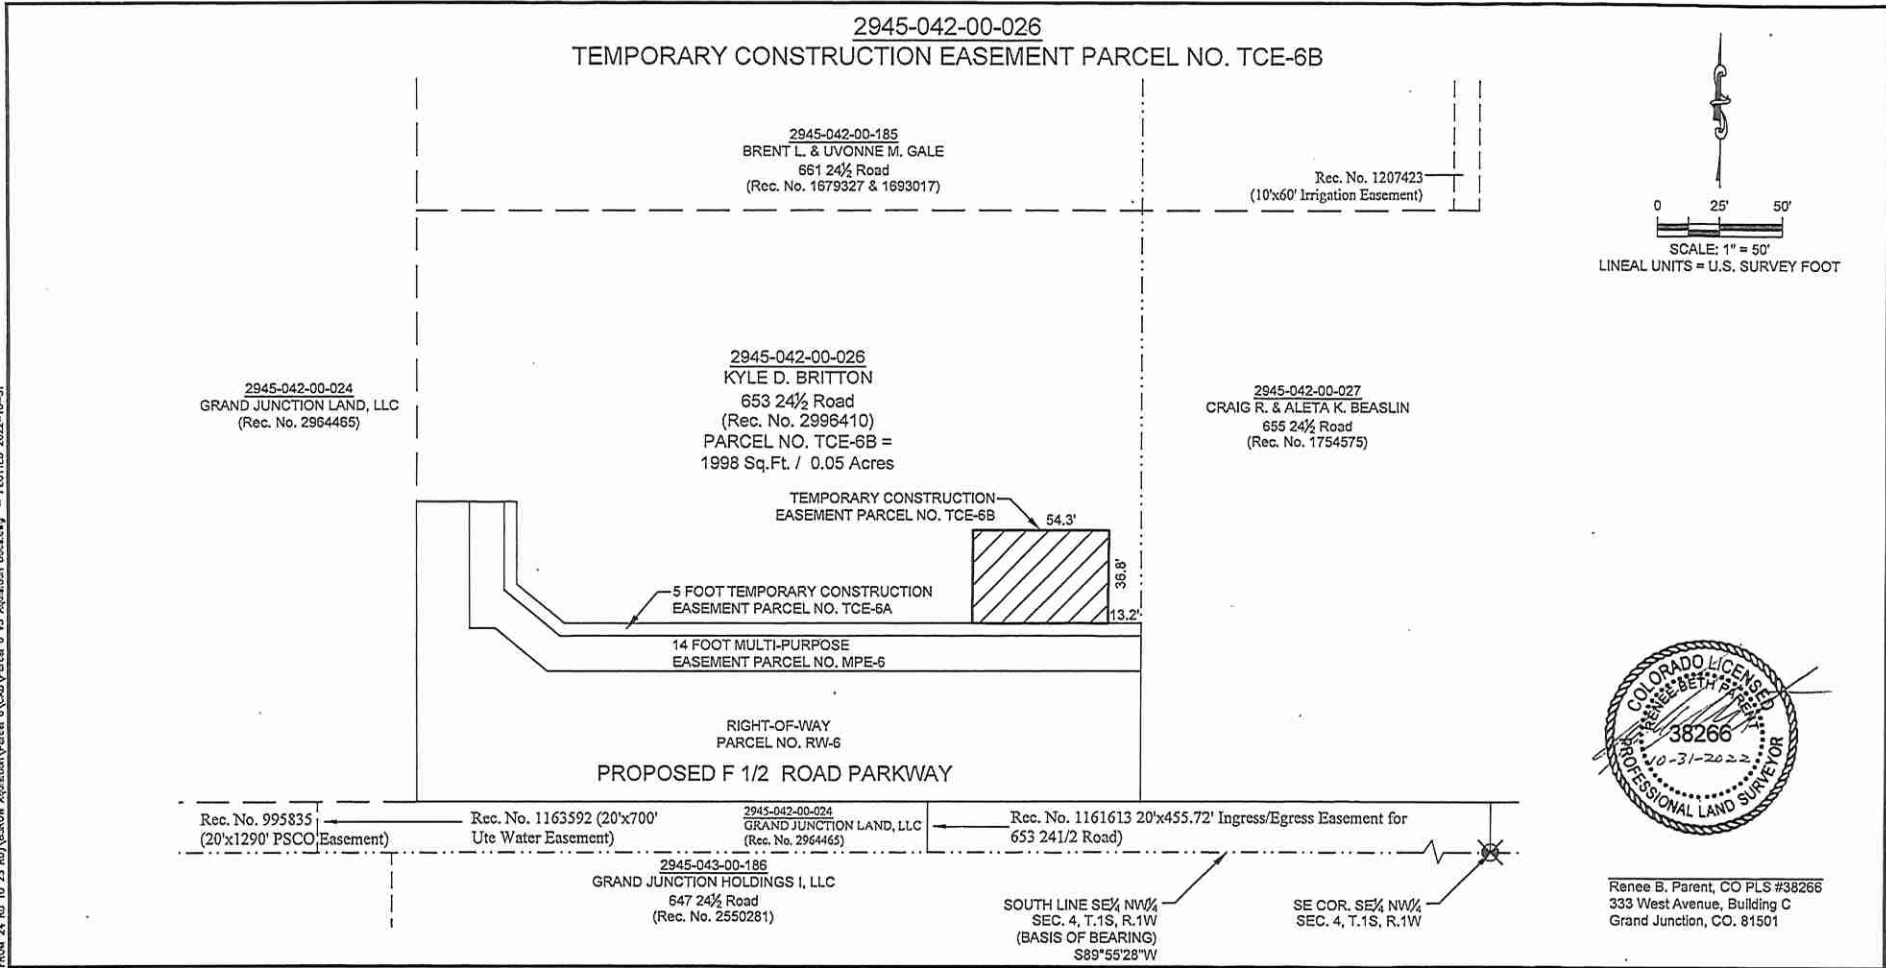 2945-042-00-026
TEMPORARY CONSTRUCTION EASEMENT PARCEL NO. TCE-6B
2945-042-00-185
BRENT L. & UVONNE M. GALE
661 24½ Road
(Rec. No. 1679327 & 1693017)
Rec. No. 1207423
(10'x60' Irrigation Easement)
0 25' 50'
SCALE: 1" = 50'
LINEAL UNITS = U.S. SURVEY FOOT
2945-042-00-024
GRAND JUNCTION LAND, LLC
(Rec. No. 2964465)
2945-042-00-026
KYLE D. BRITTON
653 24½ Road
(Rec. No. 2996410)
PARCEL NO. TCE-6B =
1998 Sq.Ft. / 0.05 Acres
2945-042-00-027
CRAIG R. & ALETA K. BEASLIN
655 24½ Road
(Rec. No. 1754575)
TEMPORARY CONSTRUCTION
EASEMENT PARCEL NO. TCE-6B
54.3'
36.8'
13.2'
5 FOOT TEMPORARY CONSTRUCTION
EASEMENT PARCEL NO. TCE-6A
14 FOOT MULTI-PURPOSE
EASEMENT PARCEL NO. MPE-6
RIGHT-OF-WAY
PARCEL NO. RW-6
PROPOSED F 1/2 ROAD PARKWAY
COLORADO LICENSED
RENEE BETH PARENT
38266
10-31-2022
PROFESSIONAL LAND SURVEYOR
Rec. No. 995835
(20'x1290' PSCO Easement)
Rec. No. 1163592 (20'x700'
Ute Water Easement)
2945-042-00-024
GRAND JUNCTION LAND, LLC
(Rec. No. 2964465)
Rec. No. 1161613 20'x455.72' Ingress/Egress Easement for
653 241/2 Road)
2945-043-00-186
GRAND JUNCTION HOLDINGS I, LLC
647 24½ Road
(Rec. No. 2550281)
SOUTH LINE SE¼ NW¼
SEC. 4, T.1S, R.1W
(BASIS OF BEARING)
S89°55'28"W
SE COR. SE¼ NW¼
SEC. 4, T.1S, R.1W
Renee B. Parent, CO PLS #38266
333 West Avenue, Building C
Grand Junction, CO. 81501